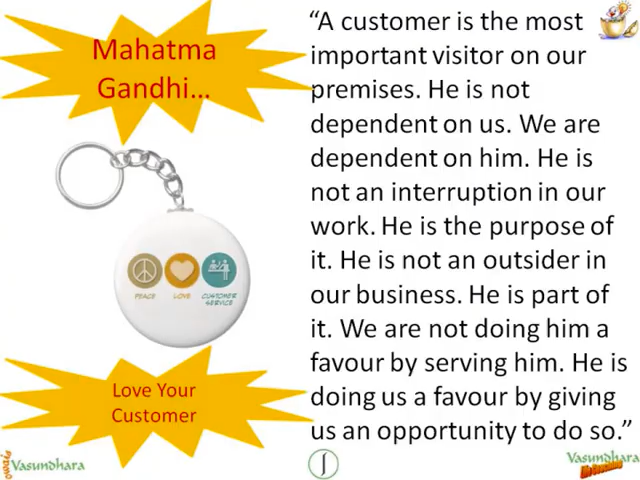 Mahatma
Gandhi...
PEACE
LOVE
CUSTOMER
SERVICE
Love Your
Customer
“A customer is the most
important visitor on our
premises. He is not
dependent on us. We are
dependent on him. He is
not an interruption in our
work. He is the purpose of
it. He is not an outsider in
our business. He is part of
it. We are not doing him a
favour by serving him. He is
doing us a favour by giving
us an opportunity to do so.”
Vasundhara
Vasundhara